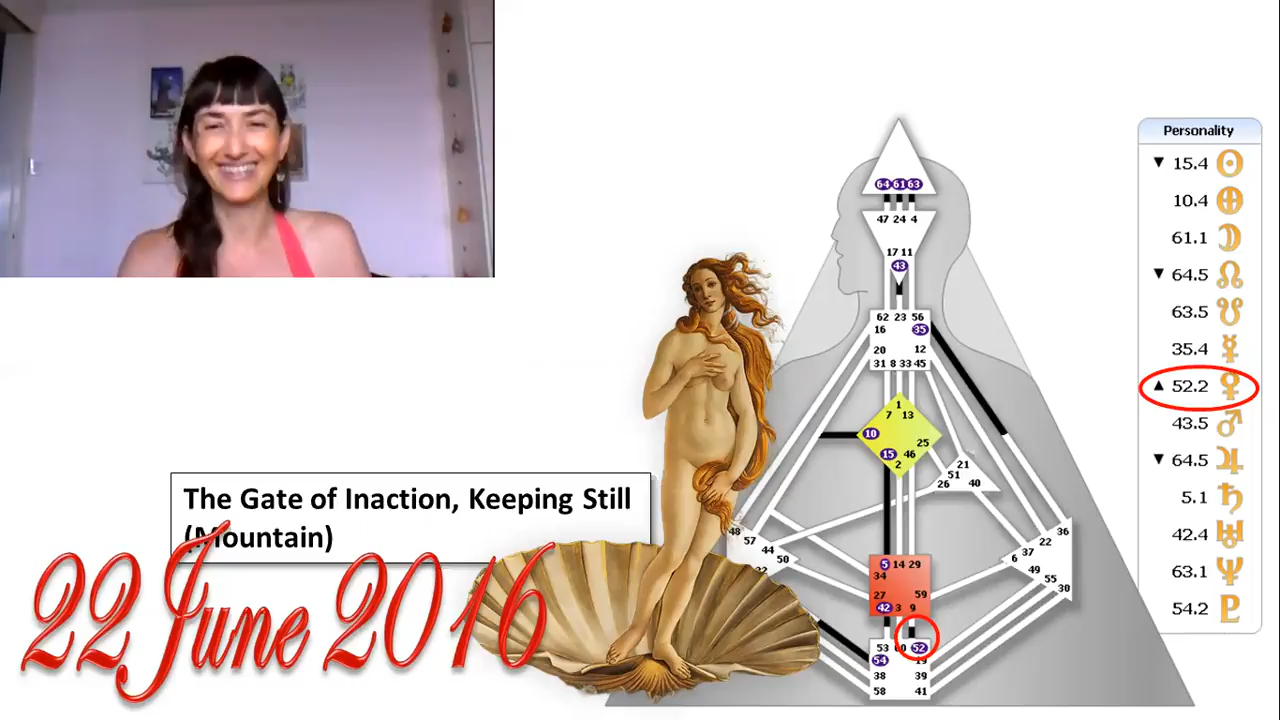 The Gate of Inaction, Keeping Still
(Mountain)
22 June 2016
64 61 63
47 24 4
17 11
43
62 23 56
16 35
20 12
31 8 33 45
1
7 13
10
25
15 46
2
21
51
26 40
48
57
44
50
36
22
37
6
49
55
30
5 14 29
34
27 59
42 3 9
53 60 52
54 19
38 39
58 41
Personality
▼ 15.4 ☉
10.4 ⊕
61.1 ☽
▼ 64.5 ☊
63.5 ☋
35.4 ☿
▲ 52.2 ♀
43.5 ♂
▼ 64.5 ♃
5.1 ♄
42.4 ♅
63.1 ♆
54.2 ♇